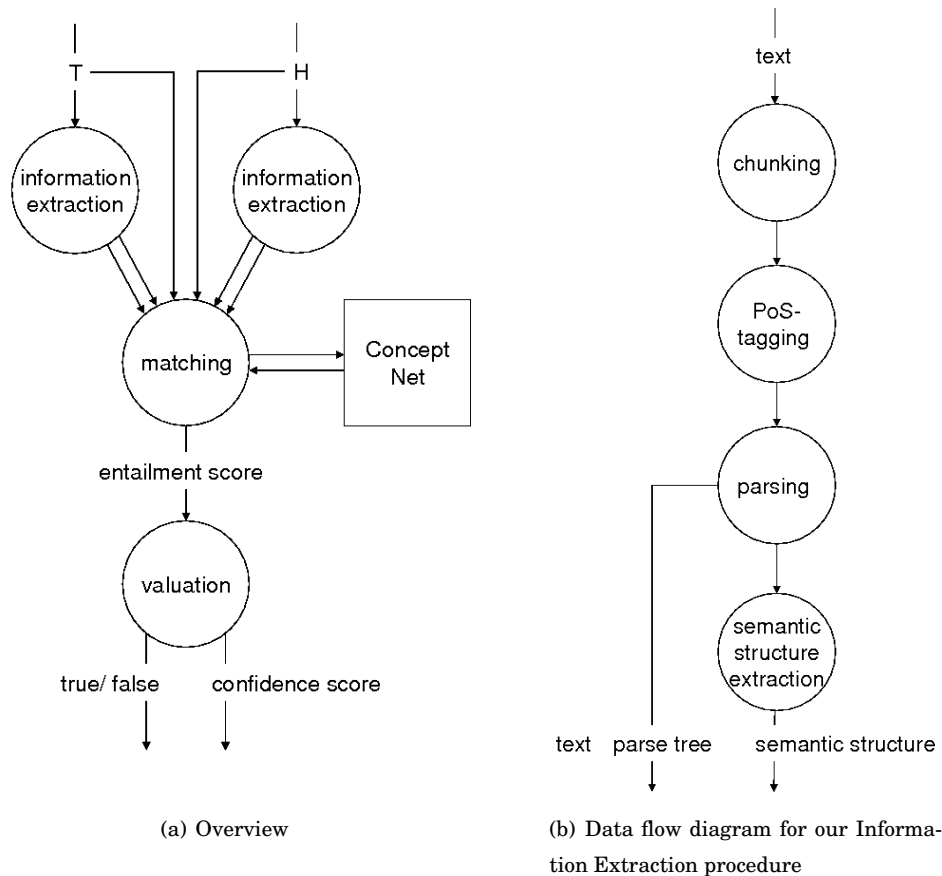 T
H
information
extraction
information
extraction
matching
Concept
Net
entailment score
valuation
true/ false
confidence score
(a) Overview
text
chunking
PoS-
tagging
parsing
semantic
structure
extraction
text
parse tree
semantic structure
(b) Data flow diagram for our Informa-
tion Extraction procedure